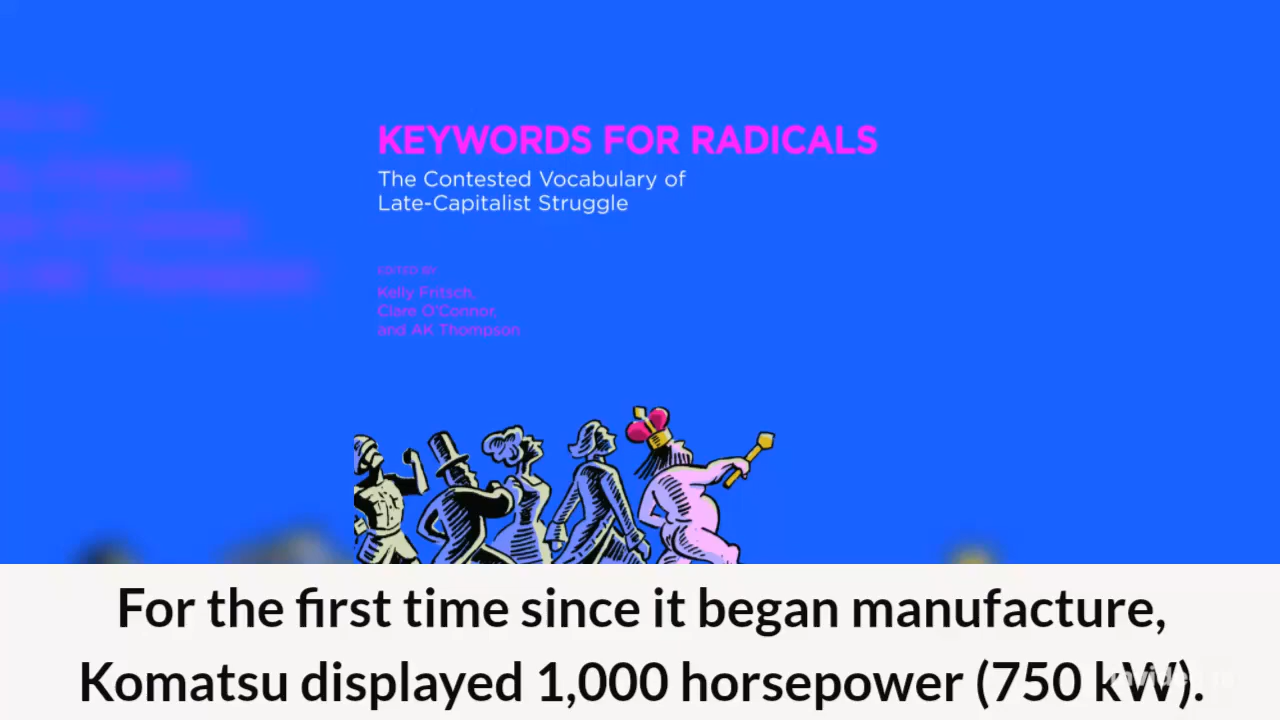 KEYWORDS FOR RADICALS
The Contested Vocabulary of
Late-Capitalist Struggle
EDITED BY
Kelly Fritsch,
Clare O'Connor,
and AK Thompson
For the first time since it began manufacture,
Komatsu displayed 1,000 horsepower (750 kW).